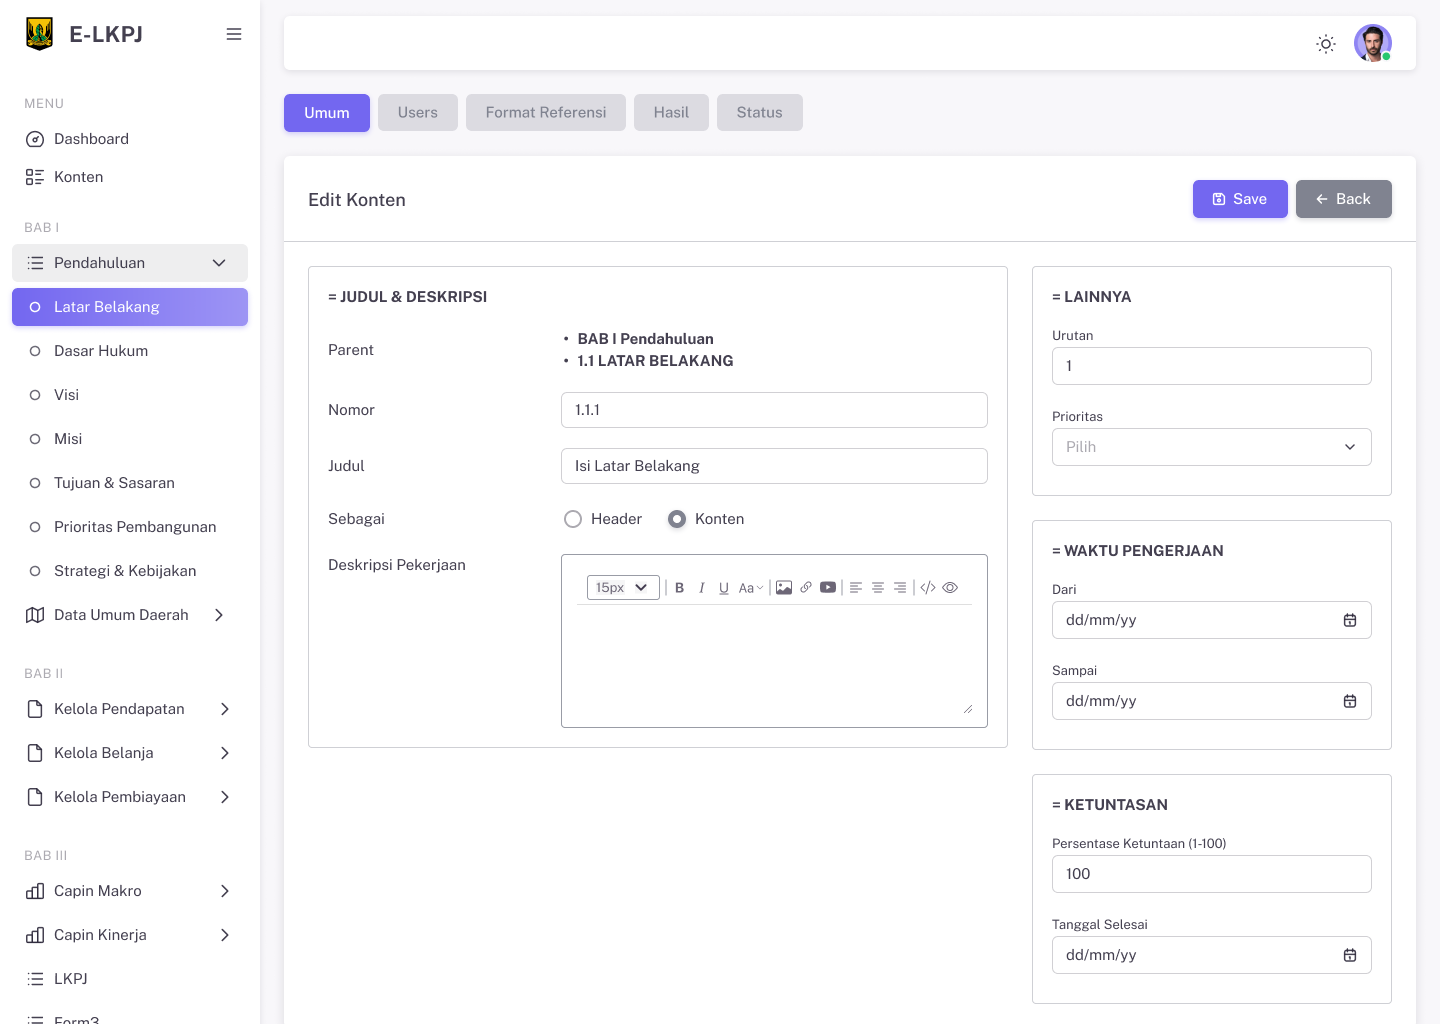 E-LKPJ
MENU
Dashboard
Konten
BAB I
Pendahuluan
Latar Belakang
Dasar Hukum
Visi
Misi
Tujuan & Sasaran
Prioritas Pembangunan
Strategi & Kebijakan
Data Umum Daerah
BAB II
Kelola Pendapatan
Kelola Belanja
Kelola Pembiayaan
BAB III
Capin Makro
Capin Kinerja
LKPJ
Form3
Umum
Users
Format Referensi
Hasil
Status
Edit Konten
Save
Back
= JUDUL & DESKRIPSI
Parent
• BAB I Pendahuluan
• 1.1 LATAR BELAKANG
Nomor
1.1.1
Judul
Isi Latar Belakang
Sebagai
Header
Konten
Deskripsi Pekerjaan
15px
B I U Aa
= LAINNYA
Urutan
1
Prioritas
Pilih
= WAKTU PENGERJAAN
Dari
dd/mm/yy
Sampai
dd/mm/yy
= KETUNTASAN
Persentase Ketuntaan (1-100)
100
Tanggal Selesai
dd/mm/yy